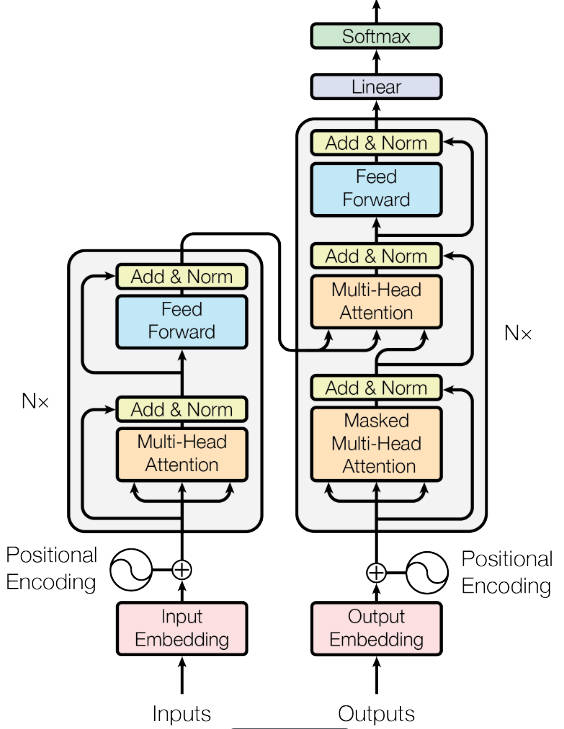 Softmax
Linear
Add & Norm
Feed
Forward
Add & Norm
Multi-Head
Attention
Add & Norm
Masked
Multi-Head
Attention
Nx
Add & Norm
Feed
Forward
Add & Norm
Multi-Head
Attention
N×
Positional
Encoding
Positional
Encoding
Input
Embedding
Output
Embedding
Inputs
Outputs